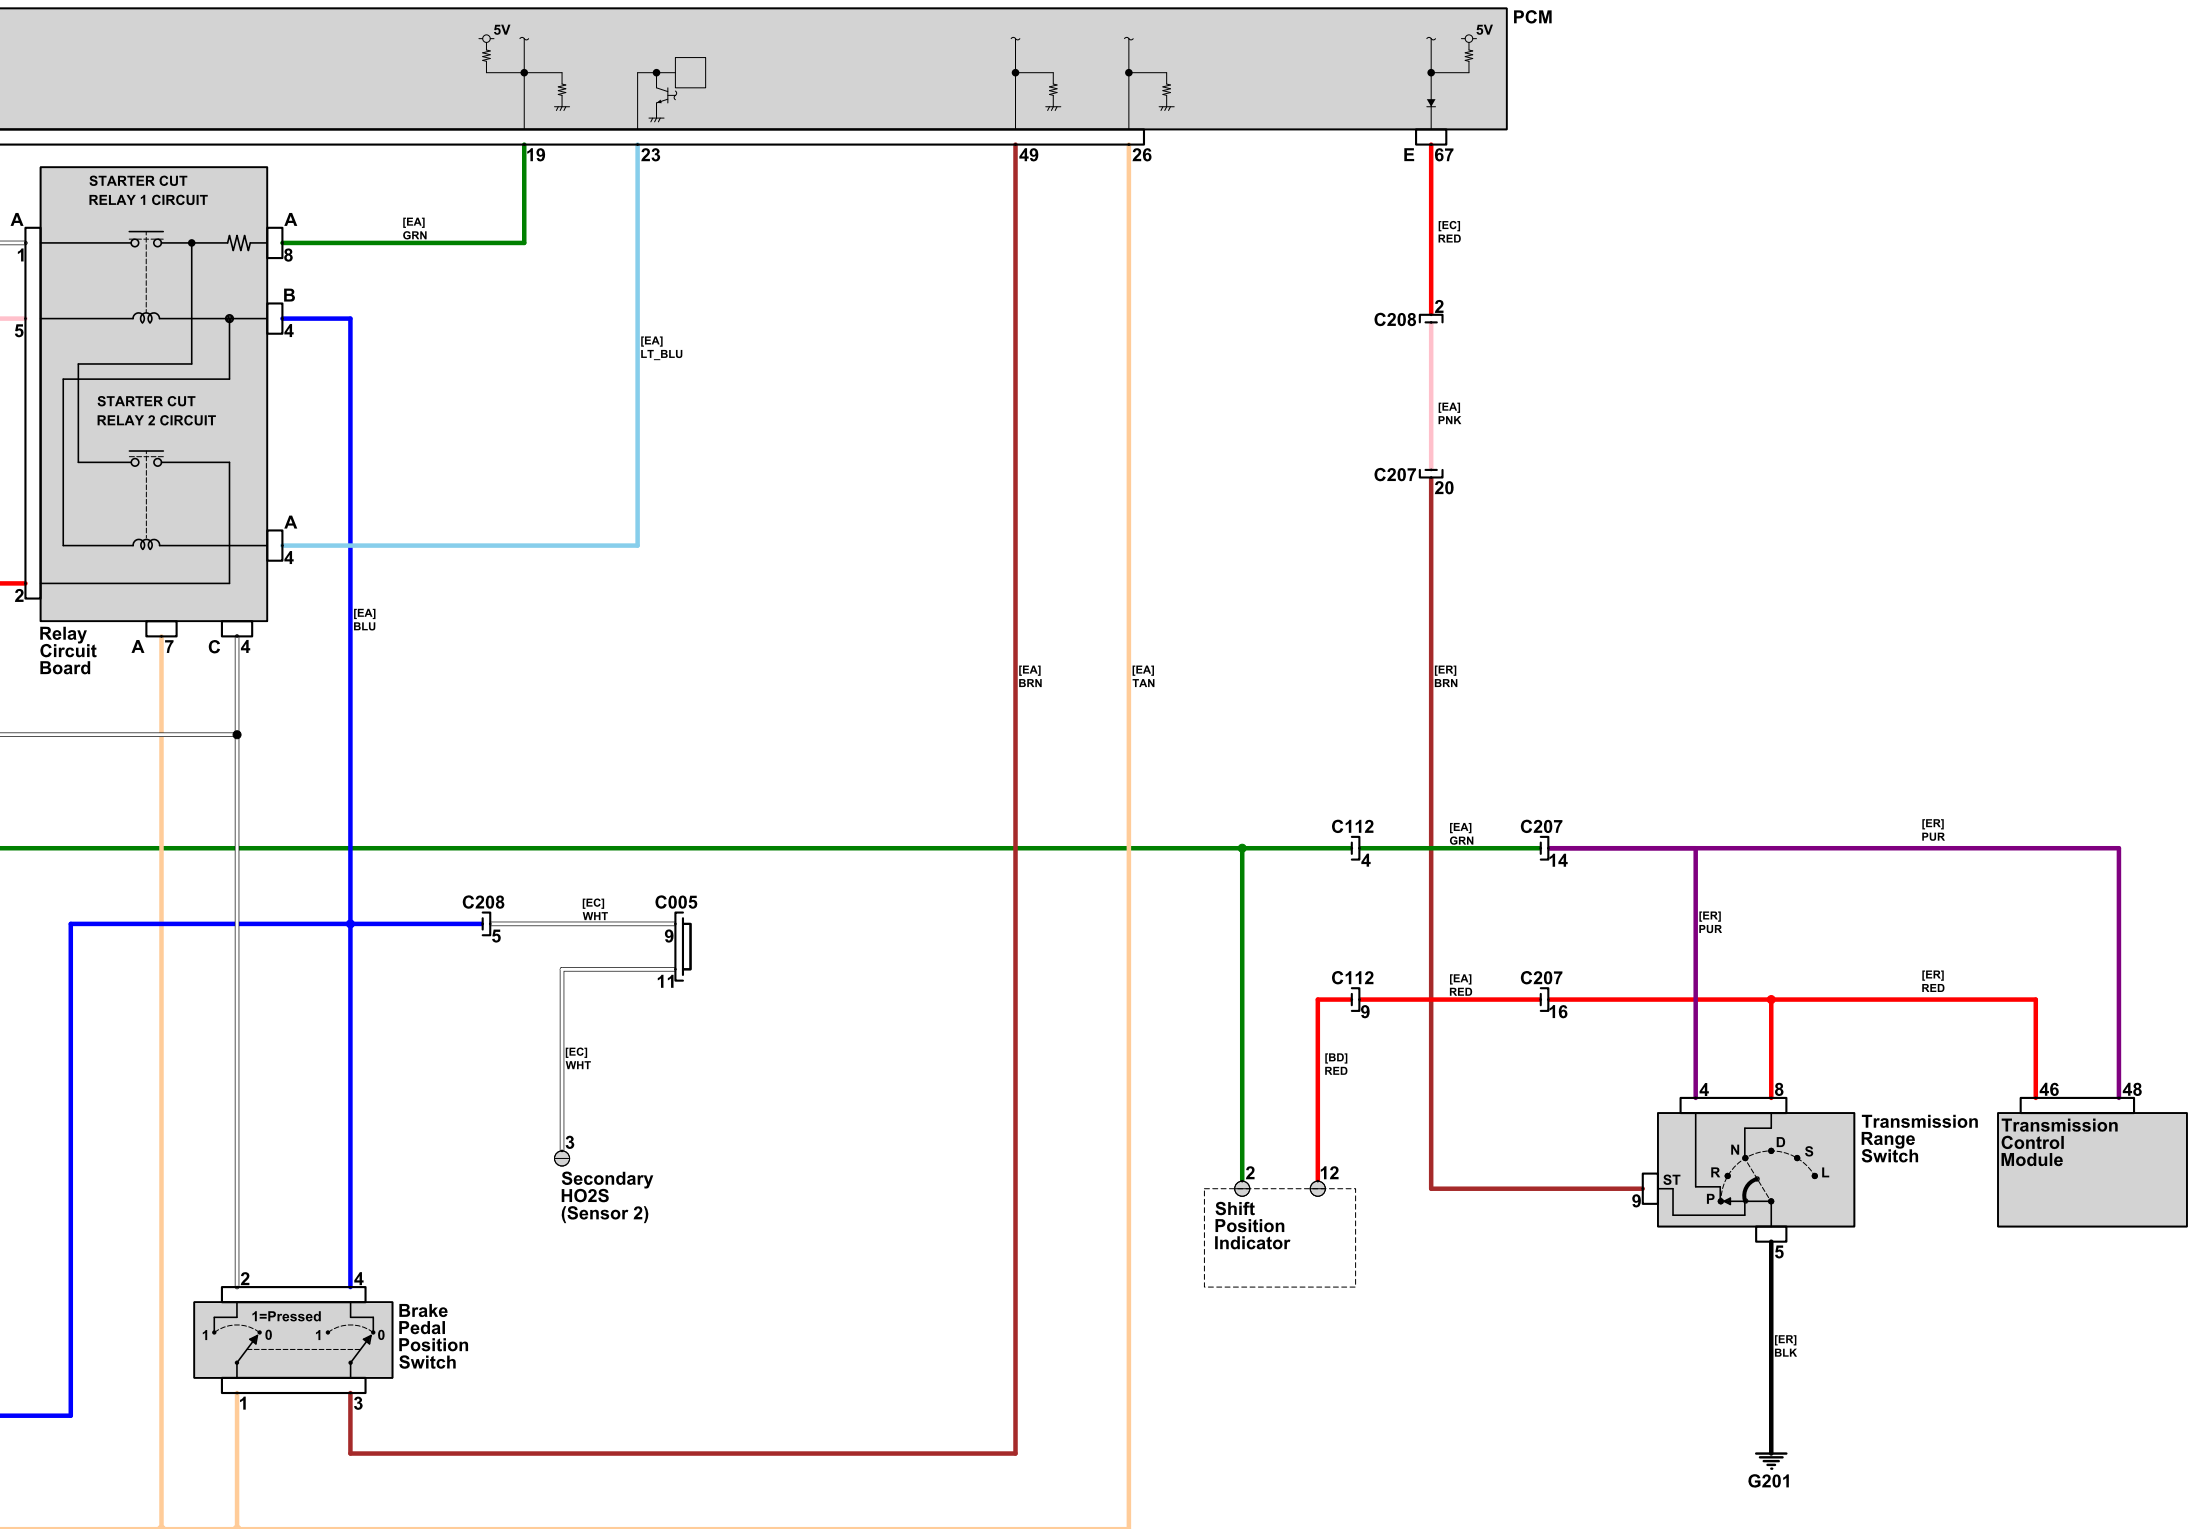 PCM
5V
5V
19
23
49
26
E
67
STARTER CUT
RELAY 1 CIRCUIT
A
1
A
8
[EA]
GRN
[EC]
RED
B
4
5
2
C208
[EA]
LT_BLU
STARTER CUT
RELAY 2 CIRCUIT
[EA]
PNK
C207
20
A
4
2
[EA]
BLU
Relay
Circuit
Board
A
7
C
4
[EA]
BRN
[EA]
TAN
[ER]
BRN
C112
4
[EA]
GRN
C207
14
[ER]
PUR
C208
5
[EC]
WHT
C005
9
11
[ER]
PUR
C112
9
[EA]
RED
C207
16
[ER]
RED
[EC]
WHT
[BD]
RED
4
8
46
48
3
Secondary
HO2S
(Sensor 2)
2
12
Shift
Position
Indicator
Transmission
Range
Switch
N
D
S
R
L
P
ST
9
5
Transmission
Control
Module
2
4
1=Pressed
1
0
1
0
Brake
Pedal
Position
Switch
1
3
[ER]
BLK
G201